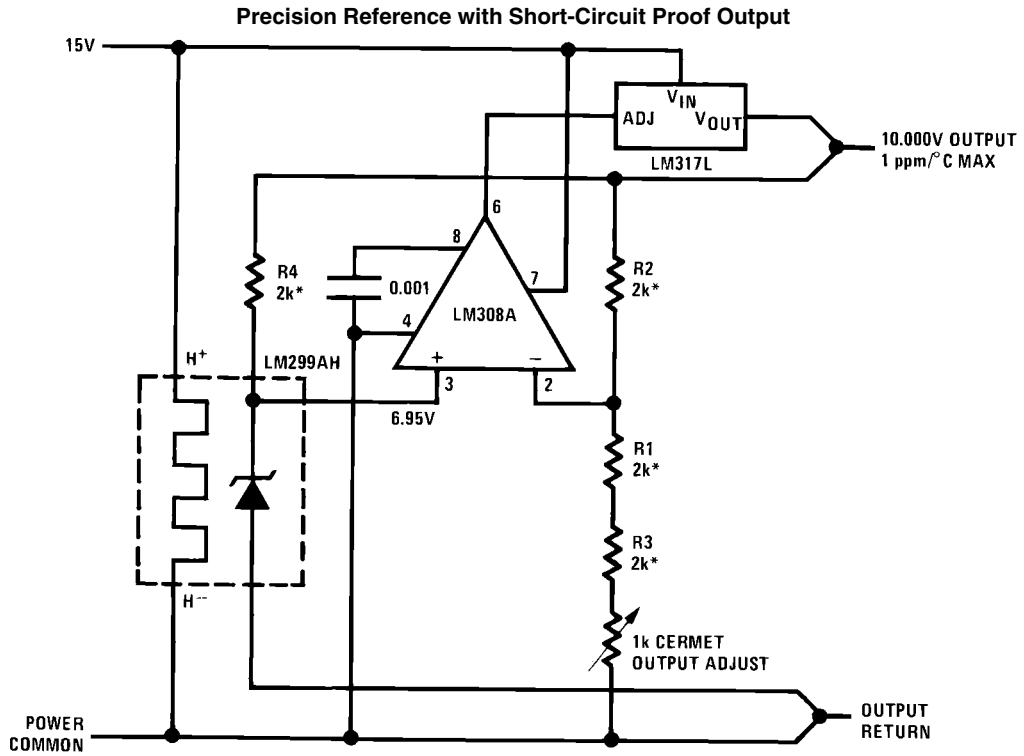 Precision Reference with Short-Circuit Proof Output
15V
VIN
ADJ
VOUT
LM317L
10.000V OUTPUT
1 ppm/°C MAX
6
8
7
R4
2k*
0.001
LM308A
R2
2k*
4
H+
LM299AH
+
−
3
2
6.95V
R1
2k*
R3
2k*
H−
1k CERMET
OUTPUT ADJUST
POWER
COMMON
OUTPUT
RETURN